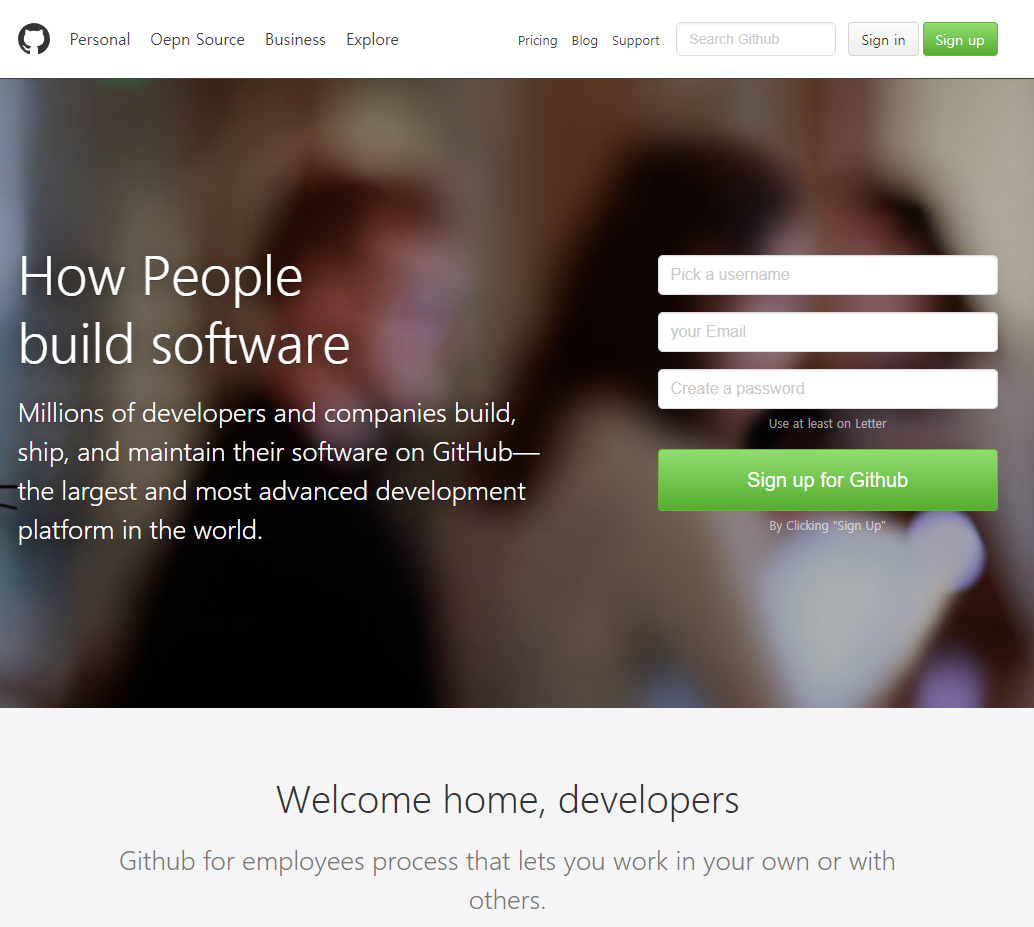 Personal Oepn Source Business Explore Pricing Blog Support Search Github Sign in Sign up
How People
build software
Millions of developers and companies build,
ship, and maintain their software on GitHub—
the largest and most advanced development
platform in the world.
Pick a username
your Email
Create a password
Use at least on Letter
Sign up for Github
By Clicking "Sign Up"
Welcome home, developers
Github for employees process that lets you work in your own or with
others.